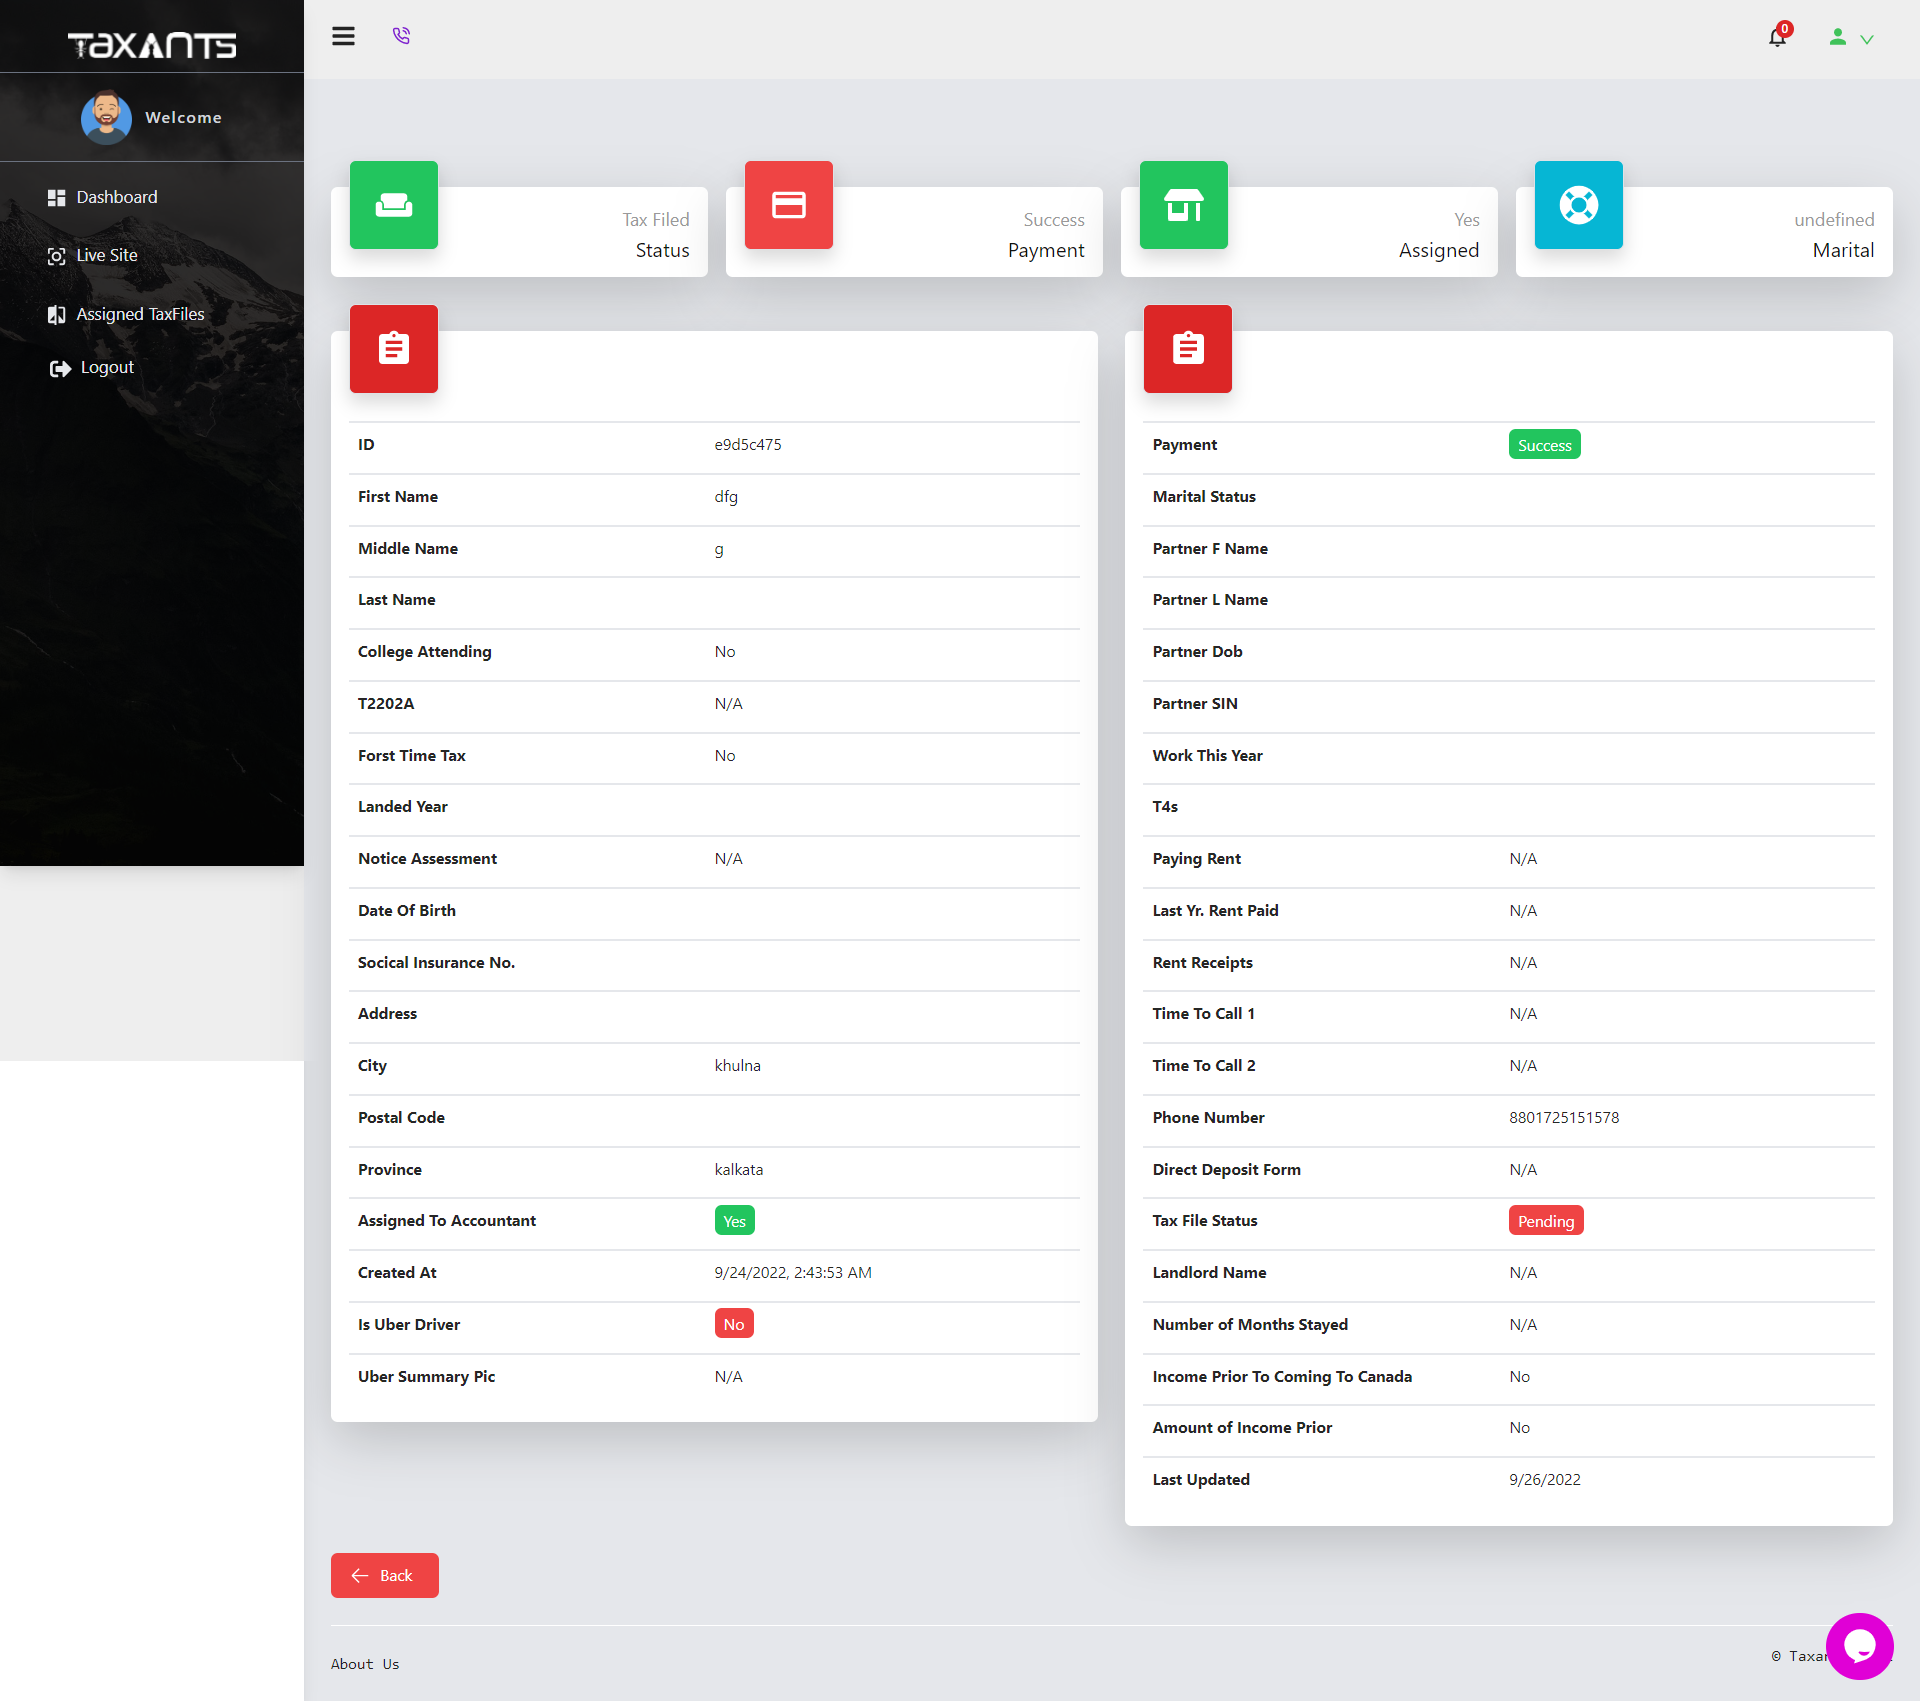 TaxAnts
0
Welcome
Dashboard
Live Site
Assigned TaxFiles
Logout
Tax Filed
Status
Success
Payment
Yes
Assigned
undefined
Marital
ID e9d5c475
First Name dfg
Middle Name g
Last Name
College Attending No
T2202A N/A
Forst Time Tax No
Landed Year
Notice Assessment N/A
Date Of Birth
Socical Insurance No.
Address
City khulna
Postal Code
Province kalkata
Assigned To Accountant Yes
Created At 9/24/2022, 2:43:53 AM
Is Uber Driver No
Uber Summary Pic N/A
Payment Success
Marital Status
Partner F Name
Partner L Name
Partner Dob
Partner SIN
Work This Year
T4s
Paying Rent N/A
Last Yr. Rent Paid N/A
Rent Receipts N/A
Time To Call 1 N/A
Time To Call 2 N/A
Phone Number 8801725151578
Direct Deposit Form N/A
Tax File Status Pending
Landlord Name N/A
Number of Months Stayed N/A
Income Prior To Coming To Canada No
Amount of Income Prior No
Last Updated 9/26/2022
Back
About Us
©